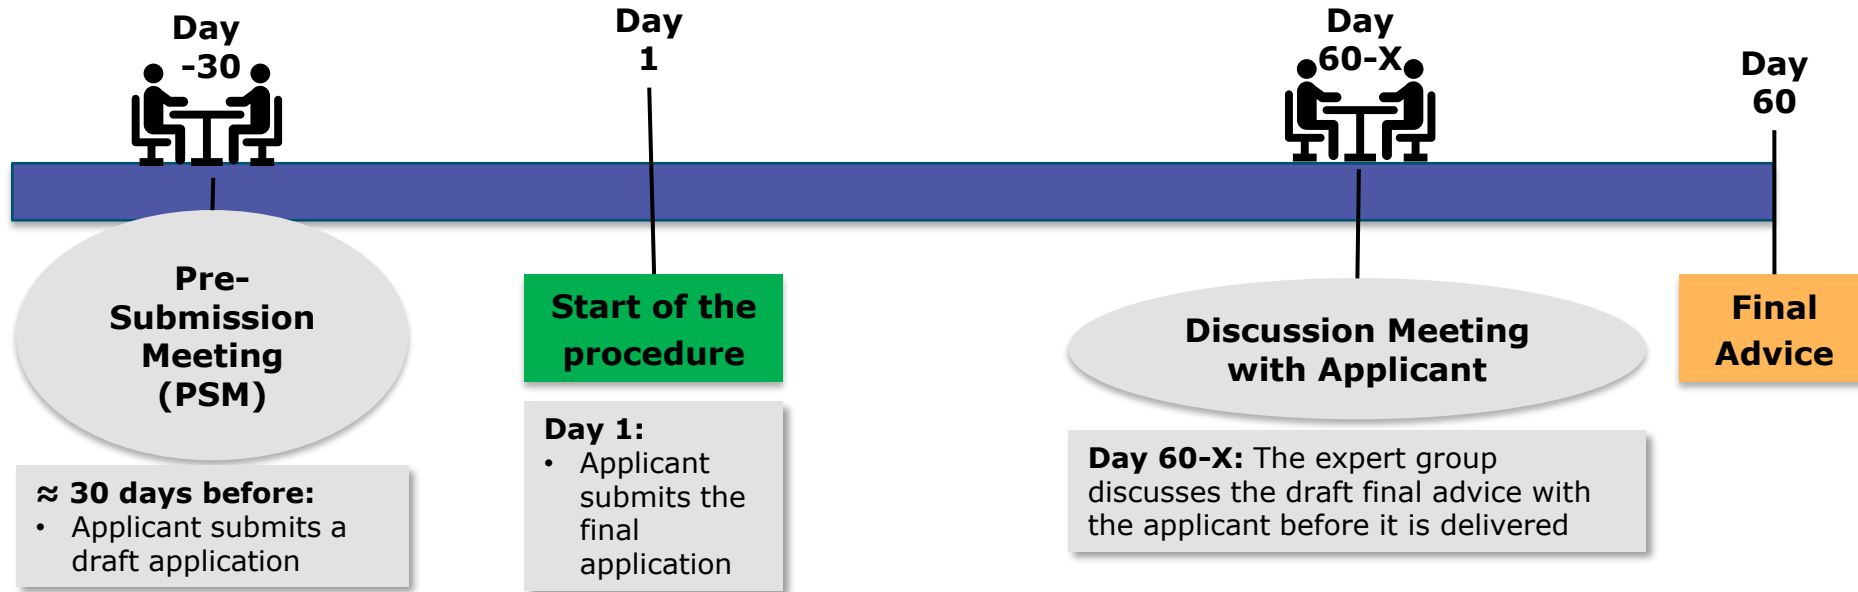 Day
-30
Day
1
Day
60-X
Day
60
Pre-
Submission
Meeting
(PSM)
≈ 30 days before:
• Applicant submits a
draft application
Start of the
procedure
Day 1:
• Applicant
submits the
final
application
Discussion Meeting
with Applicant
Day 60-X: The expert group
discusses the draft final advice with
the applicant before it is delivered
Final
Advice